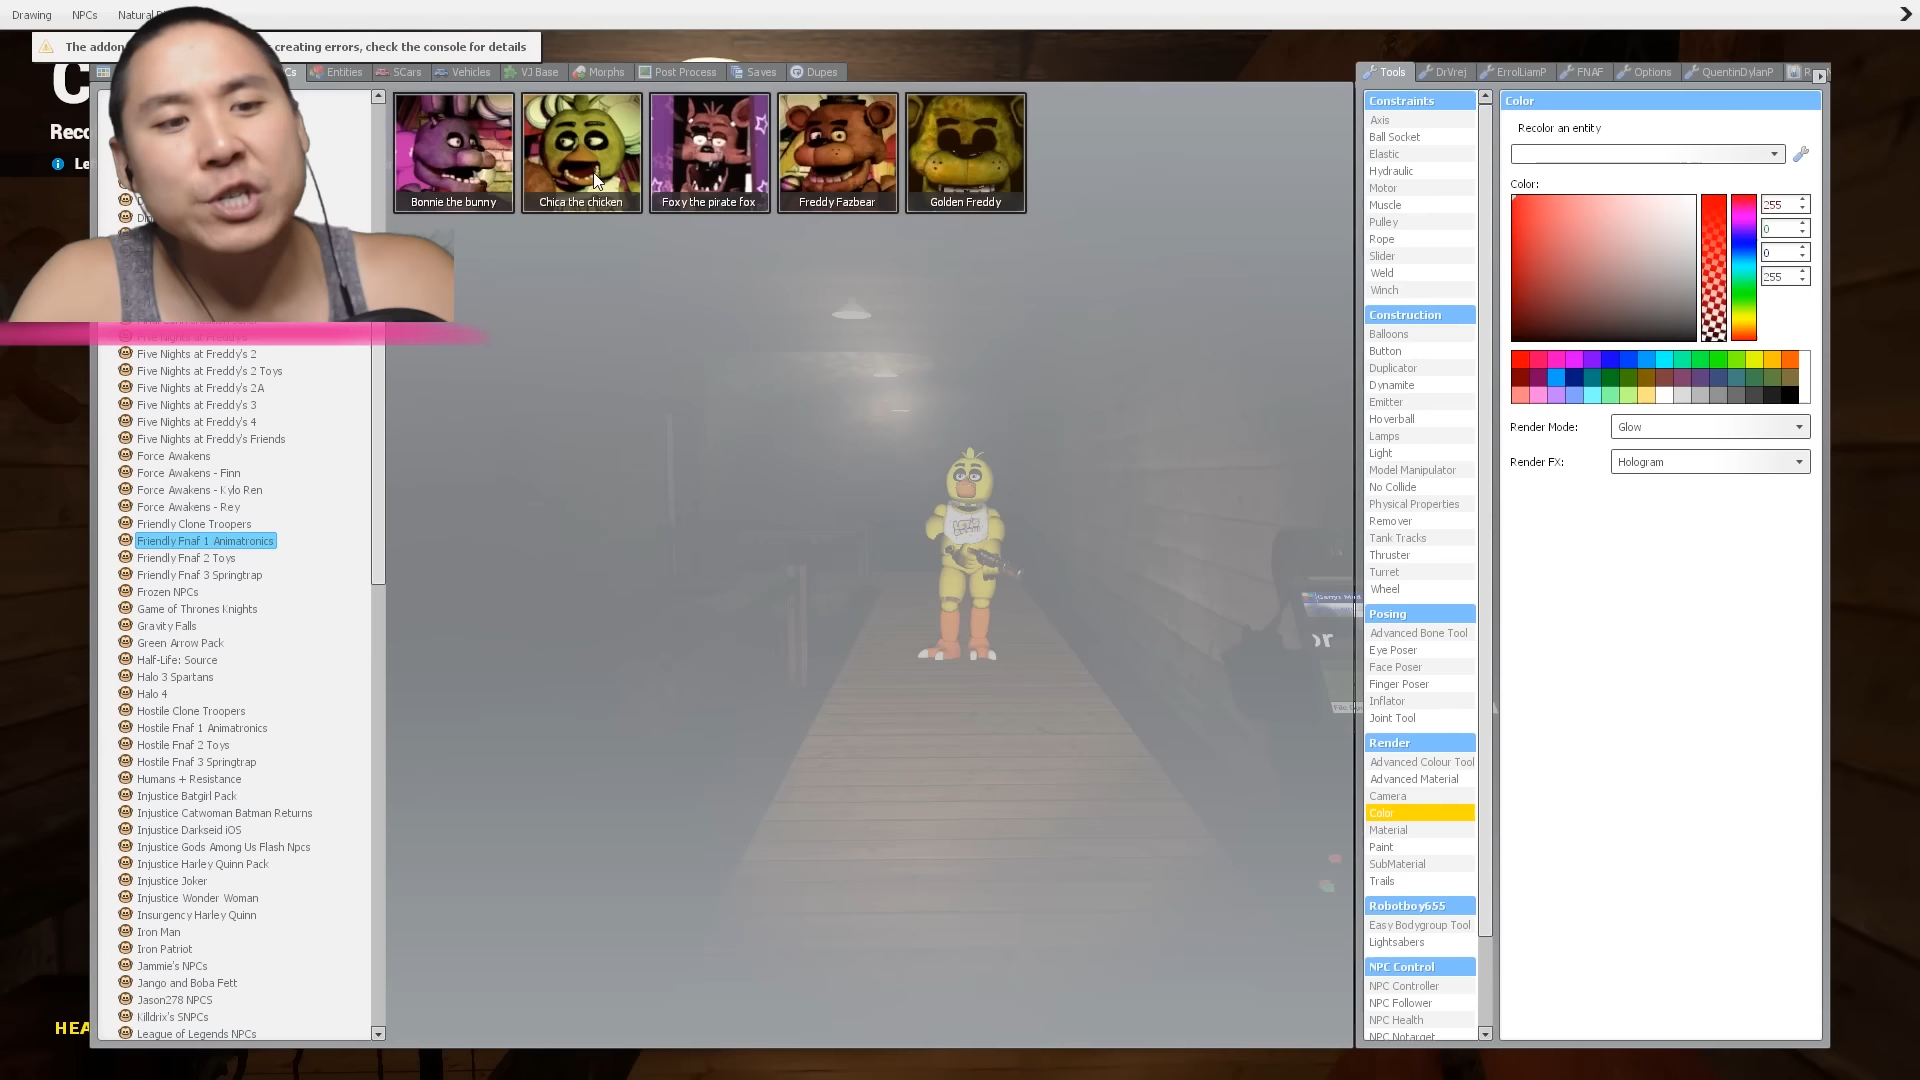 Drawing NPCs Natural
The addon creating errors, check the console for details
C
Reco
Le
Cs Entities SCars Vehicles VJ Base Morphs Post Process Saves Dupes
Bonnie the bunny
Chica the chicken
Foxy the pirate fox
Freddy Fazbear
Golden Freddy
Five Nights at Freddy's
Five Nights at Freddy's 2
Five Nights at Freddy's 2 Toys
Five Nights at Freddy's 2A
Five Nights at Freddy's 3
Five Nights at Freddy's 4
Five Nights at Freddy's Friends
Force Awakens
Force Awakens - Finn
Force Awakens - Kylo Ren
Force Awakens - Rey
Friendly Clone Troopers
Friendly Fnaf 1 Animatronics
Friendly Fnaf 2 Toys
Friendly Fnaf 3 Springtrap
Frozen NPCs
Game of Thrones Knights
Gravity Falls
Green Arrow Pack
Half-Life: Source
Halo 3 Spartans
Halo 4
Hostile Clone Troopers
Hostile Fnaf 1 Animatronics
Hostile Fnaf 2 Toys
Hostile Fnaf 3 Springtrap
Humans + Resistance
Injustice Batgirl Pack
Injustice Catwoman Batman Returns
Injustice Darkseid iOS
Injustice Gods Among Us Flash Npcs
Injustice Harley Quinn Pack
Injustice Joker
Injustice Wonder Woman
Insurgency Harley Quinn
Iron Man
Iron Patriot
Jammie's NPCs
Jango and Boba Fett
Jason278 NPCS
Killdrix's SNPCs
League of Legends NPCs
HEA
LET'S
or
Tools DrVrej ErrolLiamP FNAF Options QuentinDylanP R
Constraints
Axis
Ball Socket
Elastic
Hydraulic
Motor
Muscle
Pulley
Rope
Slider
Weld
Winch
Construction
Balloons
Button
Duplicator
Dynamite
Emitter
Hoverball
Lamps
Light
Model Manipulator
No Collide
Physical Properties
Remover
Tank Tracks
Thruster
Turret
Wheel
Posing
Advanced Bone Tool
Eye Poser
Face Poser
Finger Poser
Inflator
Joint Tool
Render
Advanced Colour Tool
Advanced Material
Camera
Color
Material
Paint
SubMaterial
Trails
Robotboy655
Easy Bodygroup Tool
Lightsabers
NPC Control
NPC Controller
NPC Follower
NPC Health
NPC Notarget
Color
Recolor an entity
Color:
255
0
0
255
Render Mode: Glow
Render FX: Hologram